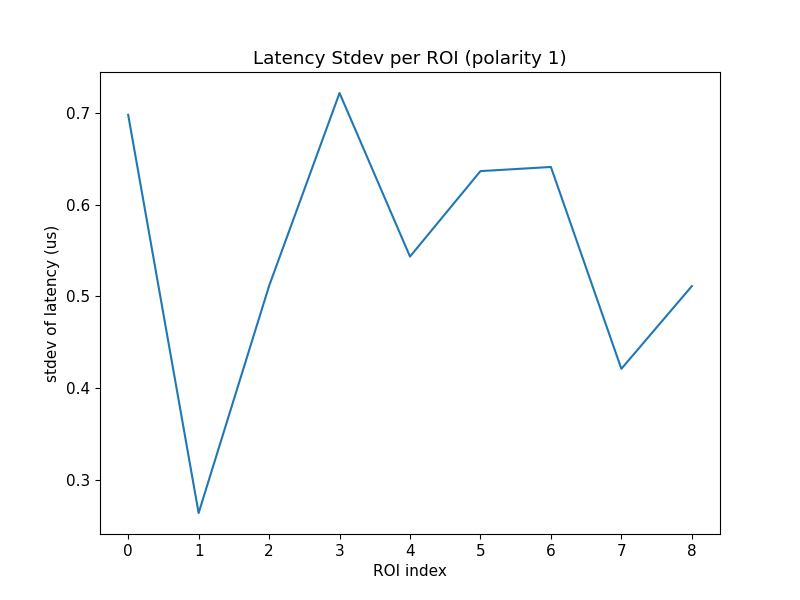 Latency Stdev per ROI (polarity 1)
stdev of latency (us)
0.7
0.6
0.5
0.4
0.3
0 1 2 3 4 5 6 7 8
ROI index